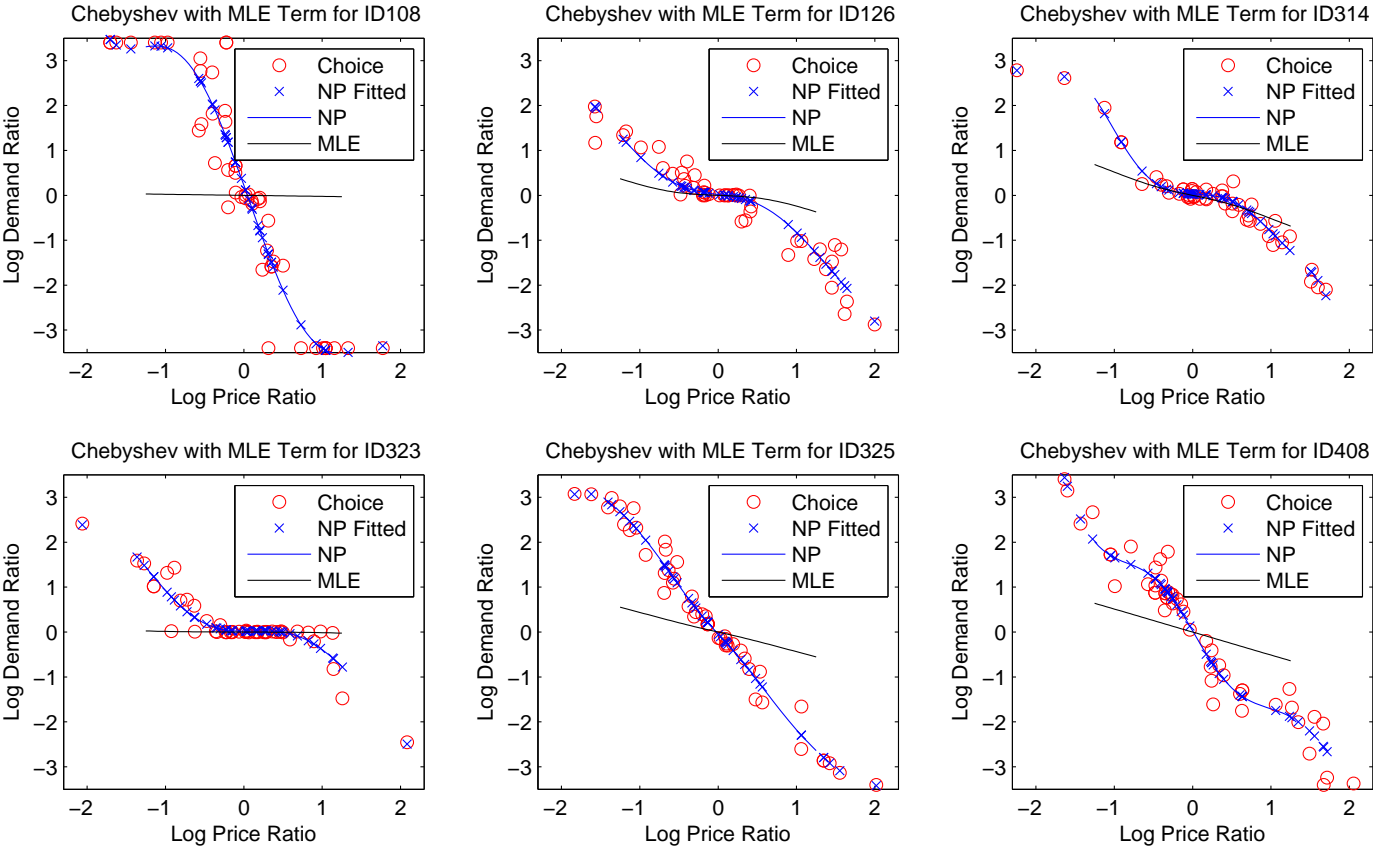 Chebyshev with MLE Term for ID108
3
2
1
0
−1
−2
−3
−2
−1
0
1
2
Log Demand Ratio
Log Price Ratio
Choice
NP Fitted
NP
MLE
Chebyshev with MLE Term for ID126
3
2
1
0
−1
−2
−3
−2
−1
0
1
2
Log Demand Ratio
Log Price Ratio
Choice
NP Fitted
NP
MLE
Chebyshev with MLE Term for ID314
3
2
1
0
−1
−2
−3
−2
−1
0
1
2
Log Demand Ratio
Log Price Ratio
Choice
NP Fitted
NP
MLE
Chebyshev with MLE Term for ID323
3
2
1
0
−1
−2
−3
−2
−1
0
1
2
Log Demand Ratio
Log Price Ratio
Choice
NP Fitted
NP
MLE
Chebyshev with MLE Term for ID325
3
2
1
0
−1
−2
−3
−2
−1
0
1
2
Log Demand Ratio
Log Price Ratio
Choice
NP Fitted
NP
MLE
Chebyshev with MLE Term for ID408
3
2
1
0
−1
−2
−3
−2
−1
0
1
2
Log Demand Ratio
Log Price Ratio
Choice
NP Fitted
NP
MLE